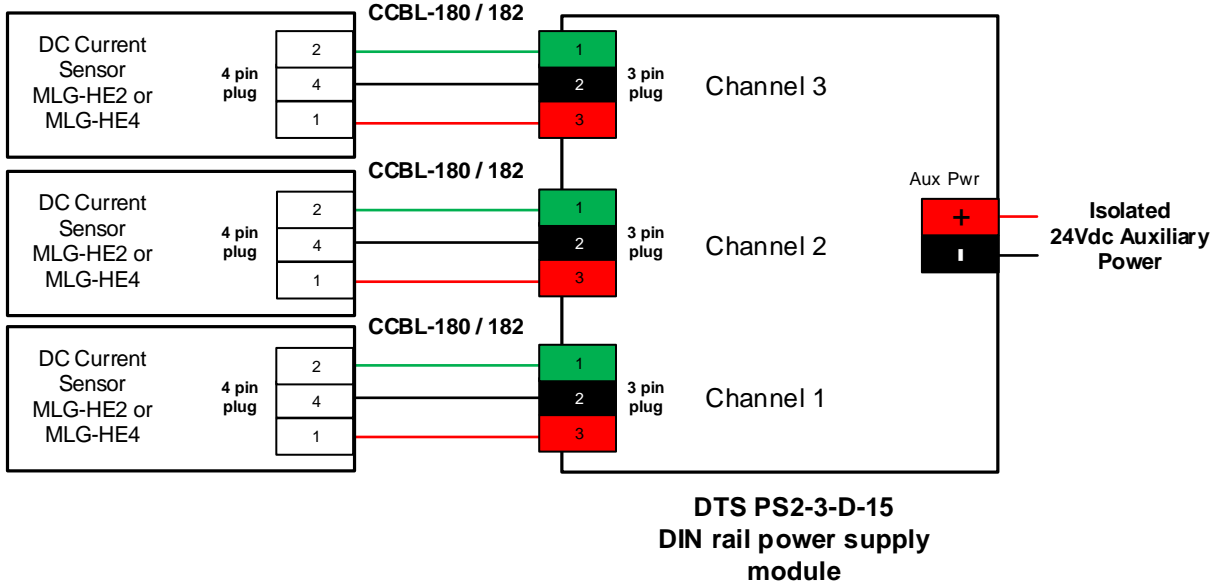 CCBL-180 / 182
DC Current
Sensor
MLG-HE2 or
MLG-HE4
4 pin
plug
2
4
1
1
2
3
3 pin
plug
Channel 3
CCBL-180 / 182
DC Current
Sensor
MLG-HE2 or
MLG-HE4
4 pin
plug
2
4
1
1
2
3
3 pin
plug
Channel 2
Aux Pwr
+
-
Isolated
24Vdc Auxiliary
Power
CCBL-180 / 182
DC Current
Sensor
MLG-HE2 or
MLG-HE4
4 pin
plug
2
4
1
1
2
3
3 pin
plug
Channel 1
DTS PS2-3-D-15
DIN rail power supply
module